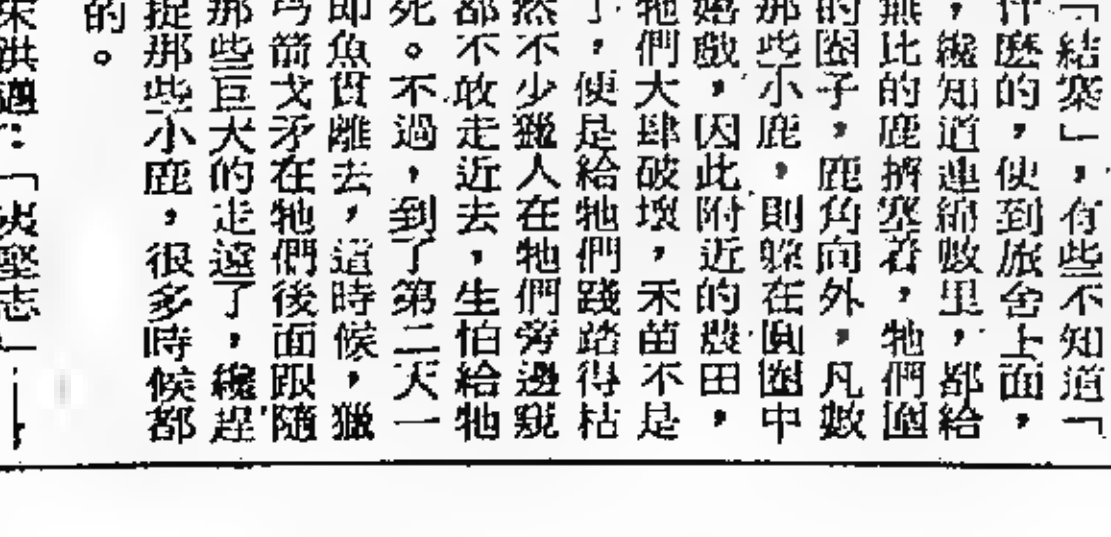 「結寨」，有些不知道「
什麽的，便到旅舍上面，
，纔知道連綿數里，都給
無比的鹿擠塞着，牠們圍
的圈子，鹿角向外，凡數
那些小鹿，則躲在圓圈中
嬉戲，因此附近的農田，
牠們大肆破壞，禾苗不是
了，便是給牠們踐踏得枯
然不少獵人在牠們旁邊窺
都不敢走近去，生怕給牠
死。不過，到了第二天一
即魚貫離去，這時候，獵
弓箭戈矛在牠們後面跟隨
那些巨大的走遠了，纔趕
捉那些小鹿，很多時候都
的。
宋洪邁：「夷堅志」—